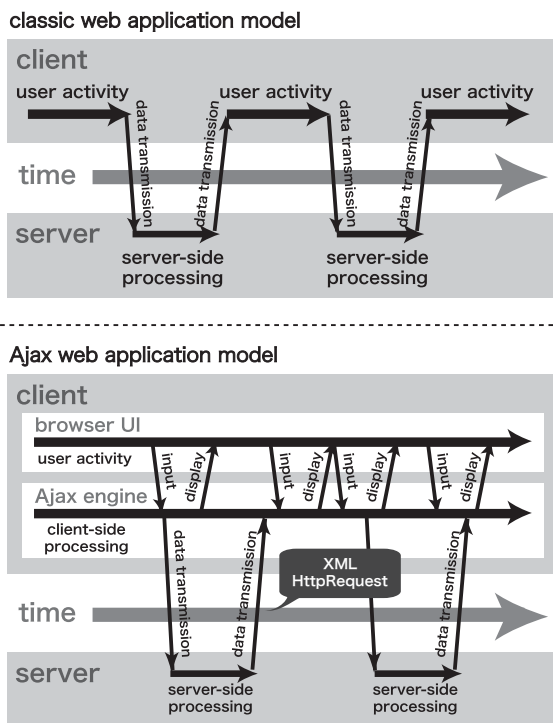 classic web application model
client
user activity
user activity
user activity
data transmission
data transmission
data transmission
data transmission
time
server
server-side
processing
server-side
processing
Ajax web application model
client
browser UI
user activity
input
display
input
display
input
display
input
display
Ajax engine
client-side
processing
data transmission
data transmission
XML
HttpRequest
data transmission
time
server
server-side
processing
server-side
processing